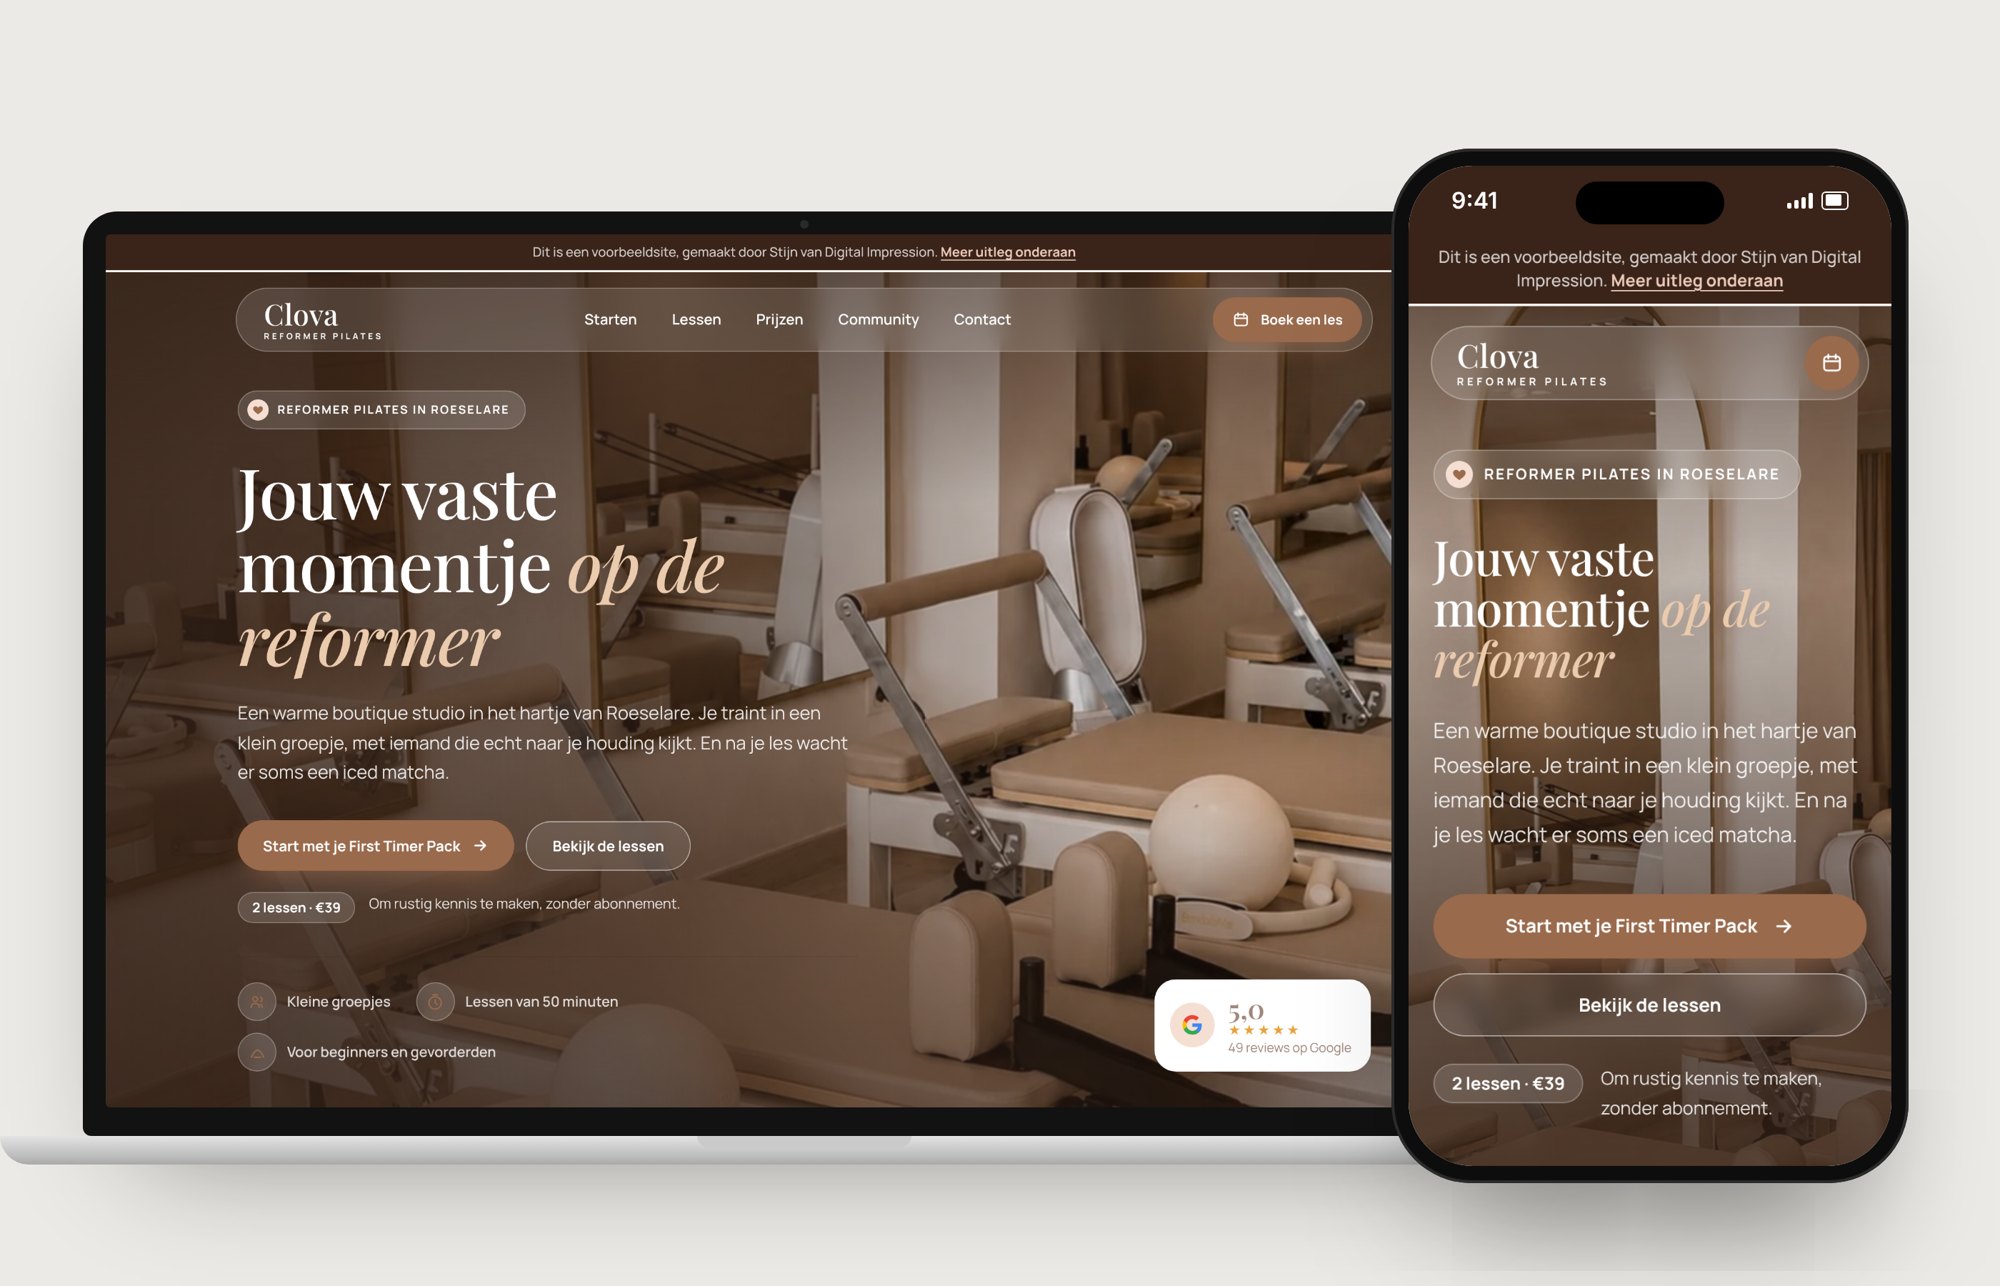 Dit is een voorbeeldsite, gemaakt door Stijn van Digital Impression. Meer uitleg onderaan
Clova
REFORMER PILATES
Starten
Lessen
Prijzen
Community
Contact
Boek een les
REFORMER PILATES IN ROESELARE
Jouw vaste
momentje op de
reformer
Een warme boutique studio in het hartje van Roeselare. Je traint in een
klein groepje, met iemand die echt naar je houding kijkt. En na je les wacht
er soms een iced matcha.
Start met je First Timer Pack →
Bekijk de lessen
2 lessen · €39
Om rustig kennis te maken, zonder abonnement.
Kleine groepjes
Lessen van 50 minuten
Voor beginners en gevorderden
G
5,0
★★★★★
49 reviews op Google
9:41
Dit is een voorbeeldsite, gemaakt door Stijn van Digital
Impression. Meer uitleg onderaan
Clova
REFORMER PILATES
REFORMER PILATES IN ROESELARE
Jouw vaste
momentje op de
reformer
Een warme boutique studio in het hartje van
Roeselare. Je traint in een klein groepje, met
iemand die echt naar je houding kijkt. En na
je les wacht er soms een iced matcha.
Start met je First Timer Pack →
Bekijk de lessen
2 lessen · €39
Om rustig kennis te maken,
zonder abonnement.